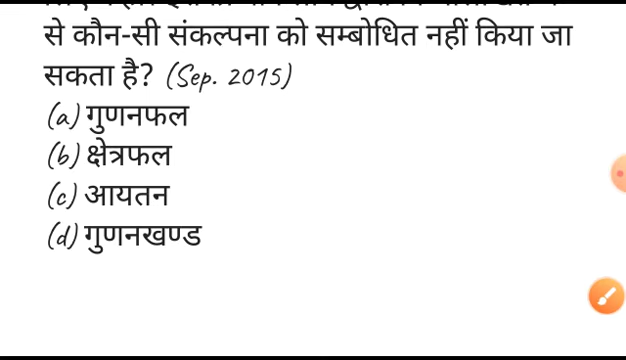 से कौन-सी संकल्पना को सम्बोधित नहीं किया जा
सकता है? (Sep. 2015)
(a) गुणनफल
(b) क्षेत्रफल
(c) आयतन
(d) गुणनखण्ड